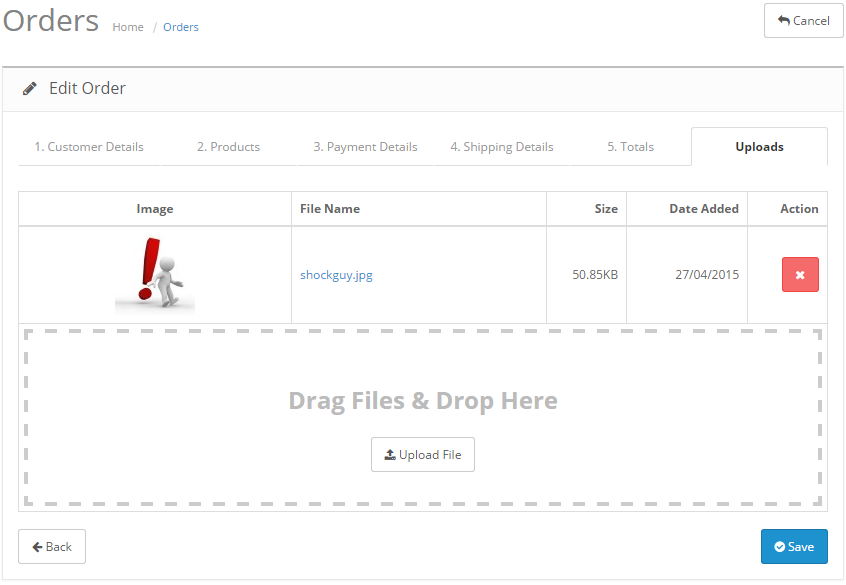 Orders Home / Orders Cancel
Edit Order
1. Customer Details 2. Products 3. Payment Details 4. Shipping Details 5. Totals Uploads
Image File Name Size Date Added Action
shockguy.jpg 50.85KB 27/04/2015
Drag Files & Drop Here
Upload File
Back Save